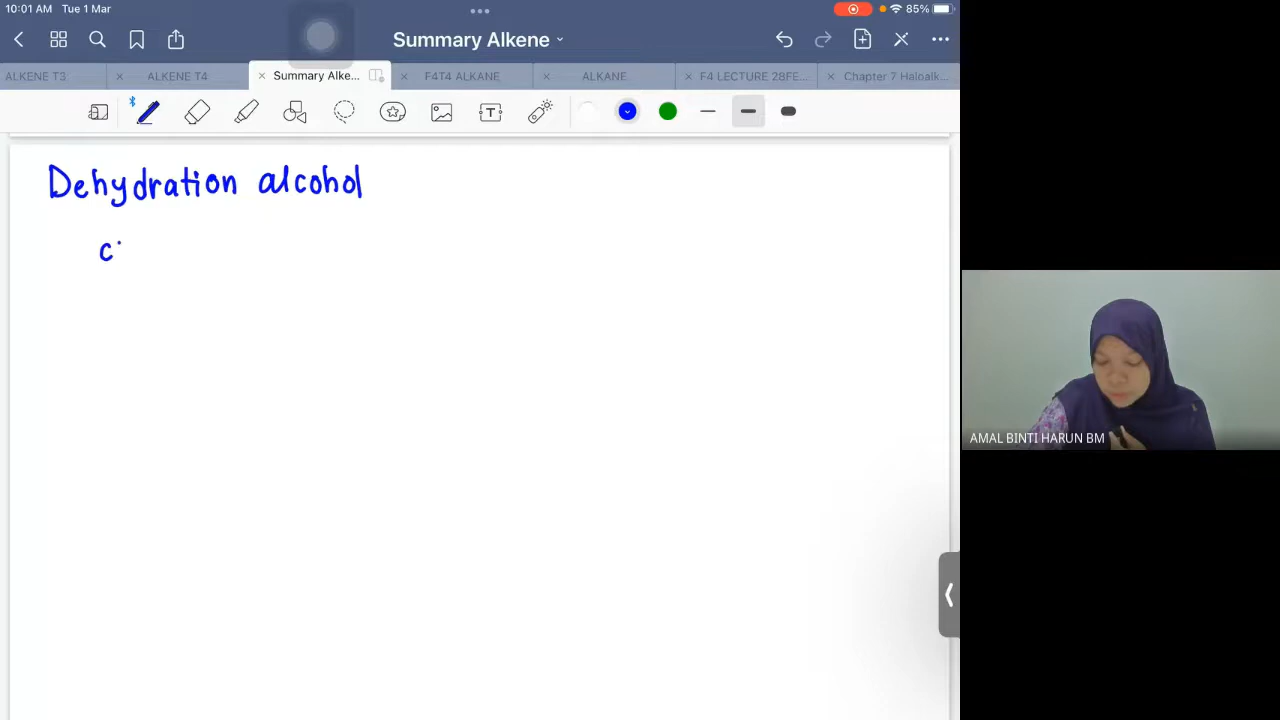 10:01 AM Tue 1 Mar
85%
Summary Alkene
ALKENE T3
ALKENE T4
Summary Alke...
F4T4 ALKANE
ALKANE
F4 LECTURE 28FE...
Chapter 7 Haloalk...
T
Dehydration alcohol
c
AMAL BINTI HARUN BM